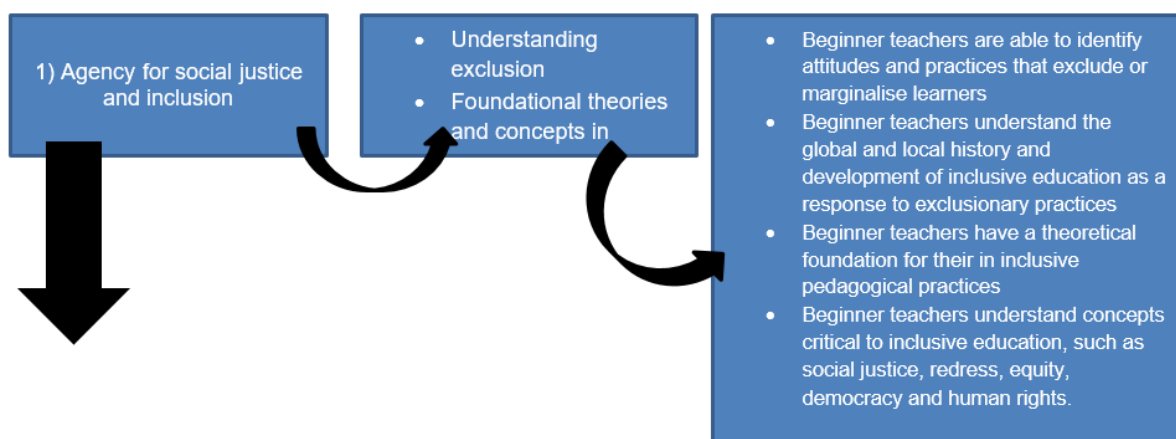 1) Agency for social justice
and inclusion
• Understanding
exclusion
• Foundational theories
and concepts in
• Beginner teachers are able to identify
attitudes and practices that exclude or
marginalise learners
• Beginner teachers understand the
global and local history and
development of inclusive education as a
response to exclusionary practices
• Beginner teachers have a theoretical
foundation for their in inclusive
pedagogical practices
• Beginner teachers understand concepts
critical to inclusive education, such as
social justice, redress, equity,
democracy and human rights.